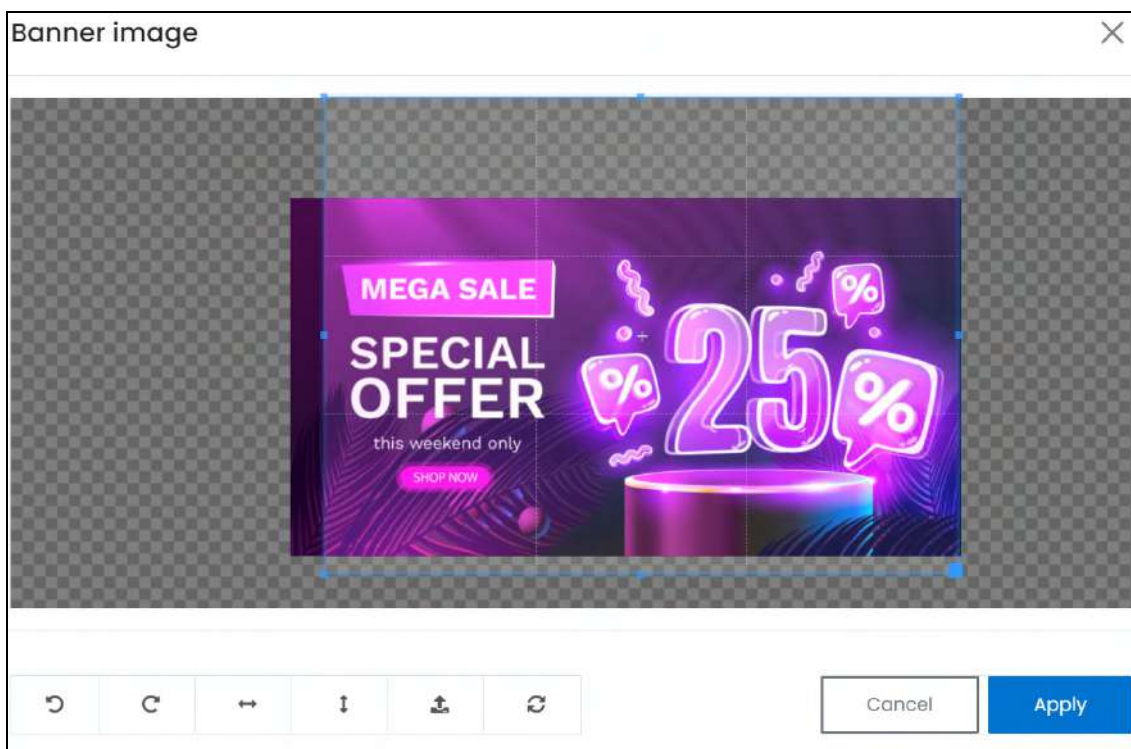 Banner image
MEGA SALE
SPECIAL
OFFER
this weekend only
SHOP NOW
%
%
25
%
Cancel
Apply